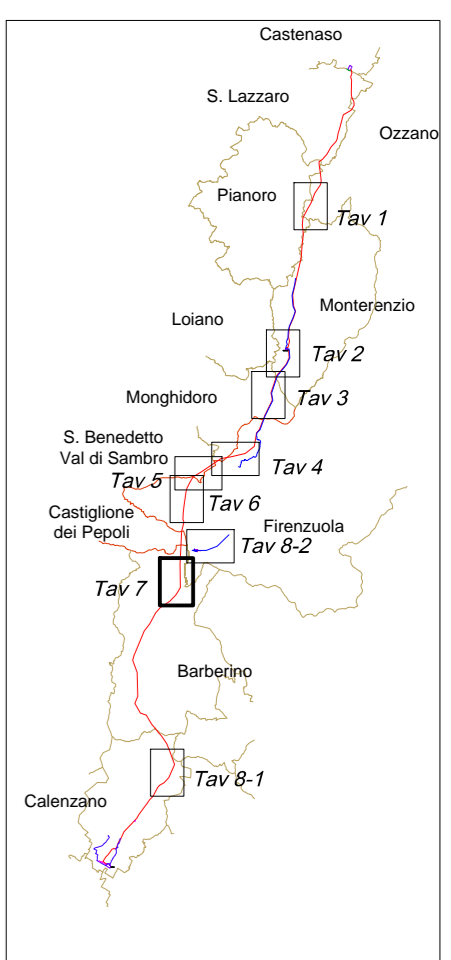 Castenaso
S. Lazzaro
Ozzano
Pianoro
Tav 1
Monterenzio
Loiano
Tav 2
Monghidoro
Tav 3
S. Benedetto
Val di Sambro
Tav 4
Tav 5
Tav 6
Castiglione
dei Pepoli
Firenzuola
Tav 8-2
Tav 7
Barberino
Tav 8-1
Calenzano